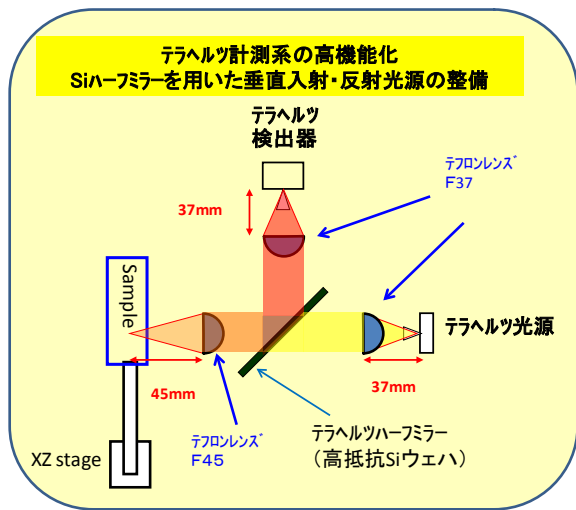 ﾃﾗﾍﾙﾂ計測系の高機能化
Siﾊｰﾌﾐﾗｰを用いた垂直入射・反射光源の整備
ﾃﾗﾍﾙﾂ
検出器
ﾃﾌﾛﾝﾚﾝｽﾞ
F37
37mm
Sample
ﾃﾗﾍﾙﾂ光源
45mm
37mm
ﾃﾌﾛﾝﾚﾝｽﾞ
F45
ﾃﾗﾍﾙﾂﾊｰﾌﾐﾗｰ
（高抵抗Siウェハ）
XZ stage